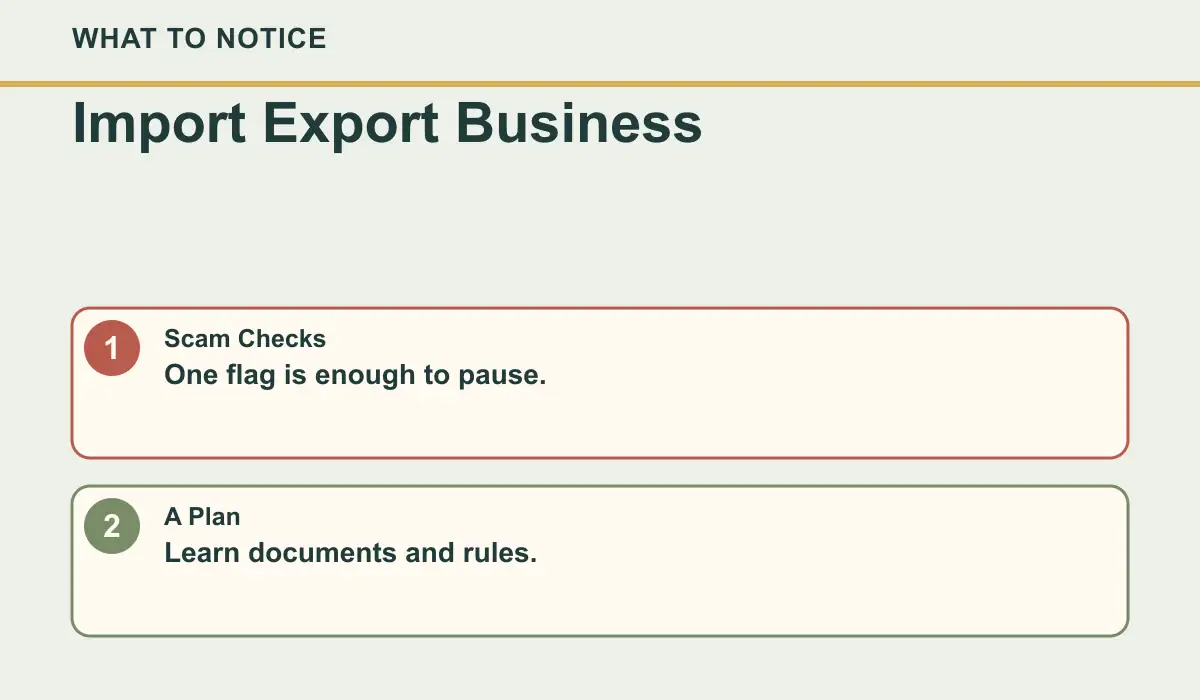 WHAT TO NOTICE
Import Export Business
1
Scam Checks
One flag is enough to pause.
2
A Plan
Learn documents and rules.